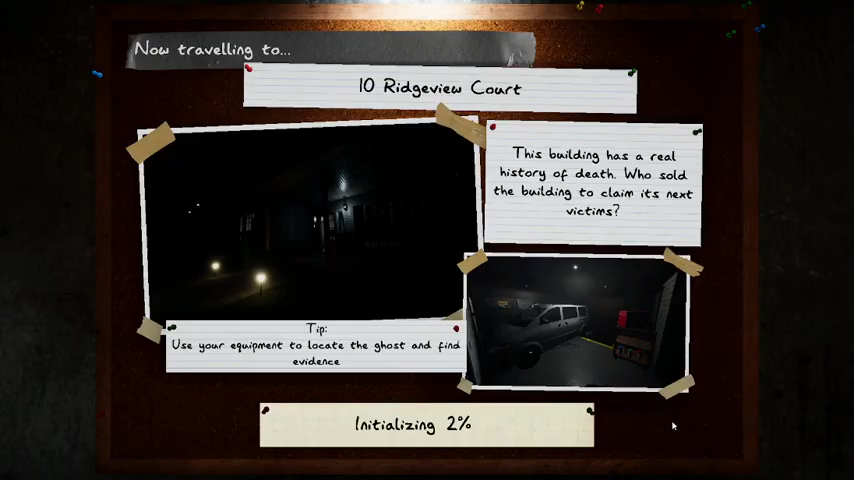 Now travelling to...
10 Ridgeview Court
This building has a real
history of death. Who sold
the building to claim its next
victims?
Tip:
Use your equipment to locate the ghost and find
evidence
Initializing 2%